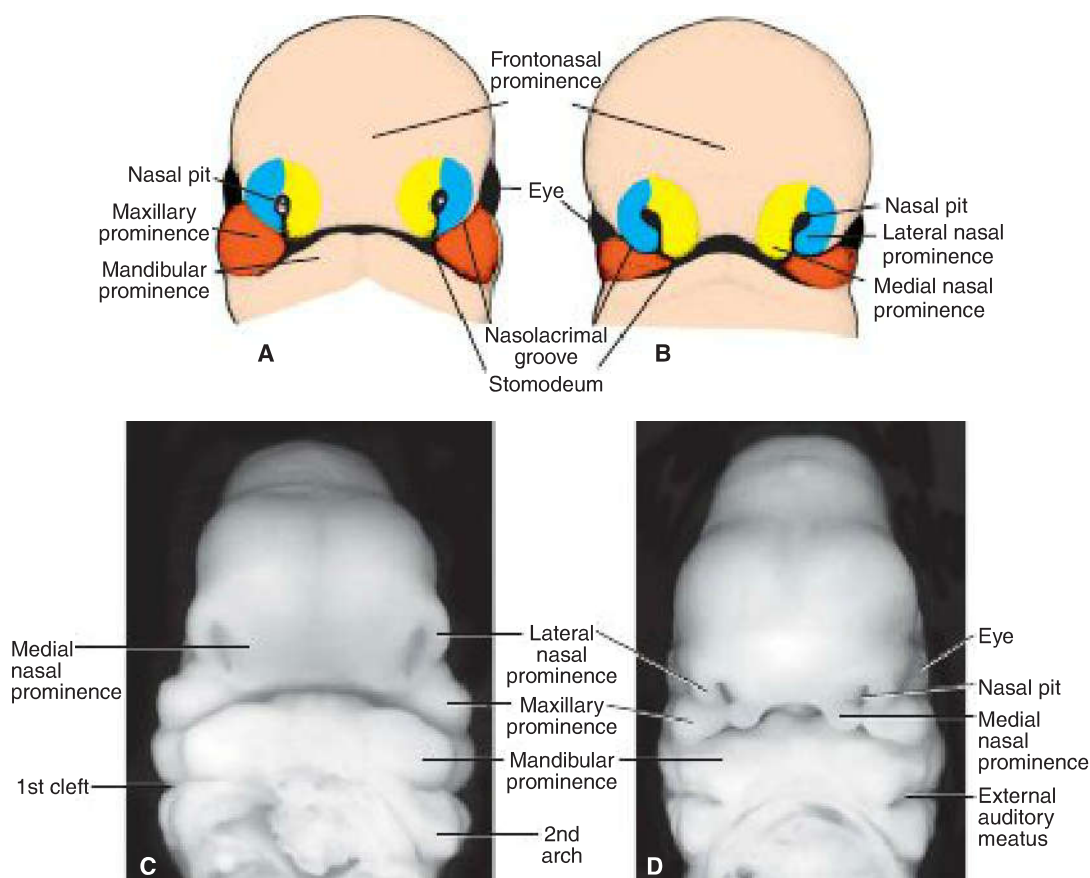 Frontonasal
prominence
Nasal pit
Maxillary
prominence
Mandibular
prominence
Eye
Nasal pit
Lateral nasal
prominence
Medial nasal
prominence
Nasolacrimal
groove
Stomodeum
A
B
Medial
nasal
prominence
1st cleft
Lateral
nasal
prominence
Maxillary
prominence
Mandibular
prominence
2nd
arch
Eye
Nasal pit
Medial
nasal
prominence
External
auditory
meatus
C
D